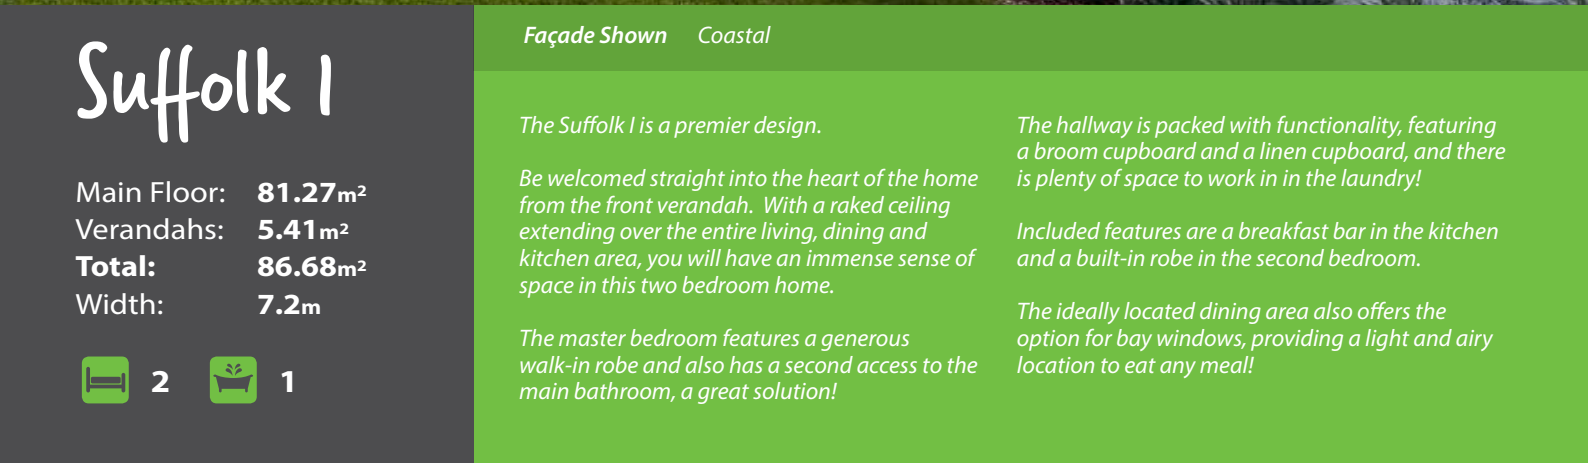 Suffolk I
Main Floor: 81.27m²
Verandahs: 5.41m²
Total: 86.68m²
Width: 7.2m
2 1
Façade Shown Coastal
The Suffolk I is a premier design.
Be welcomed straight into the heart of the home
from the front verandah. With a raked ceiling
extending over the entire living, dining and
kitchen area, you will have an immense sense of
space in this two bedroom home.
The master bedroom features a generous
walk-in robe and also has a second access to the
main bathroom, a great solution!
The hallway is packed with functionality, featuring
a broom cupboard and a linen cupboard, and there
is plenty of space to work in in the laundry!
Included features are a breakfast bar in the kitchen
and a built-in robe in the second bedroom.
The ideally located dining area also offers the
option for bay windows, providing a light and airy
location to eat any meal!